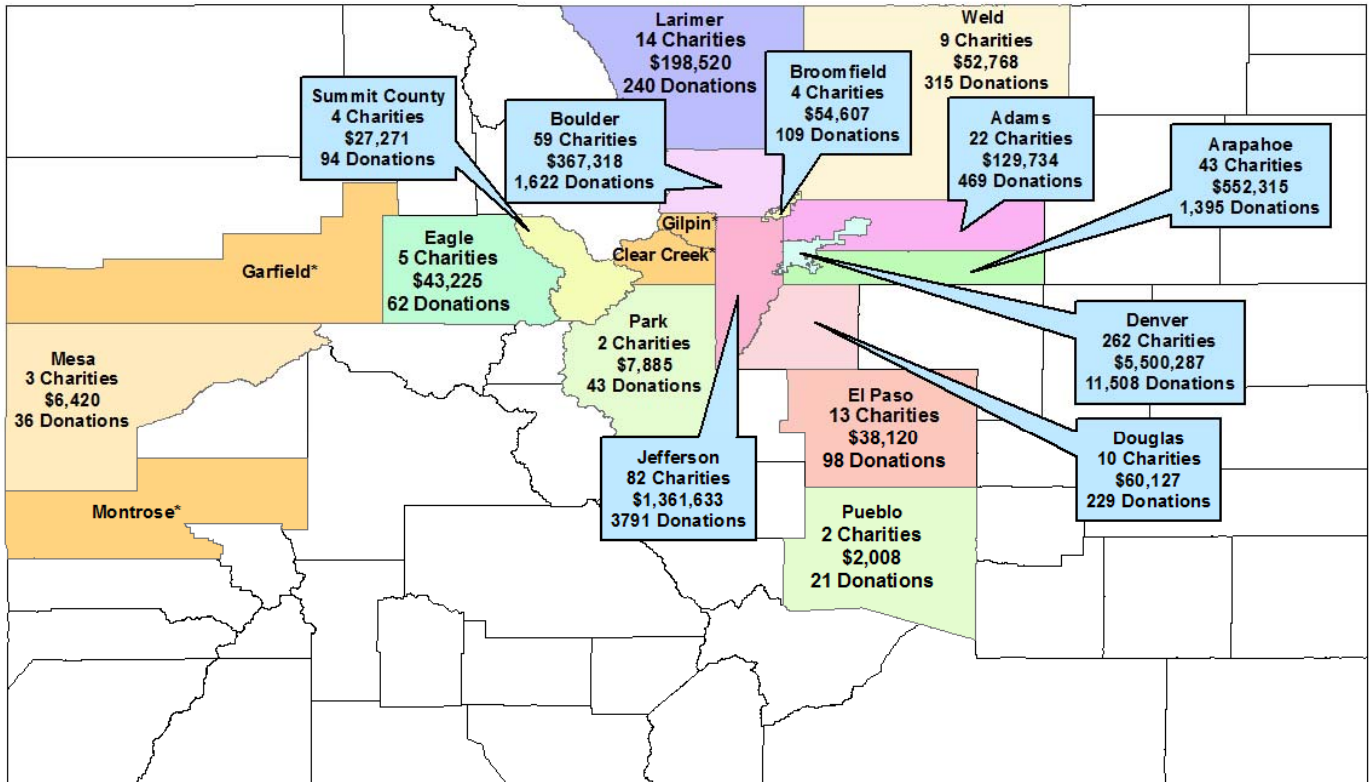 Larimer
14 Charities
$198,520
240 Donations
Weld
9 Charities
$52,768
315 Donations
Summit County
4 Charities
$27,271
94 Donations
Boulder
59 Charities
$367,318
1,622 Donations
Broomfield
4 Charities
$54,607
109 Donations
Adams
22 Charities
$129,734
469 Donations
Arapahoe
43 Charities
$552,315
1,395 Donations
Garfield*
Eagle
5 Charities
$43,225
62 Donations
Gilpin*
Clear Creek*
Park
2 Charities
$7,885
43 Donations
Denver
262 Charities
$5,500,287
11,508 Donations
Mesa
3 Charities
$6,420
36 Donations
El Paso
13 Charities
$38,120
98 Donations
Douglas
10 Charities
$60,127
229 Donations
Jefferson
82 Charities
$1,361,633
3791 Donations
Montrose*
Pueblo
2 Charities
$2,008
21 Donations